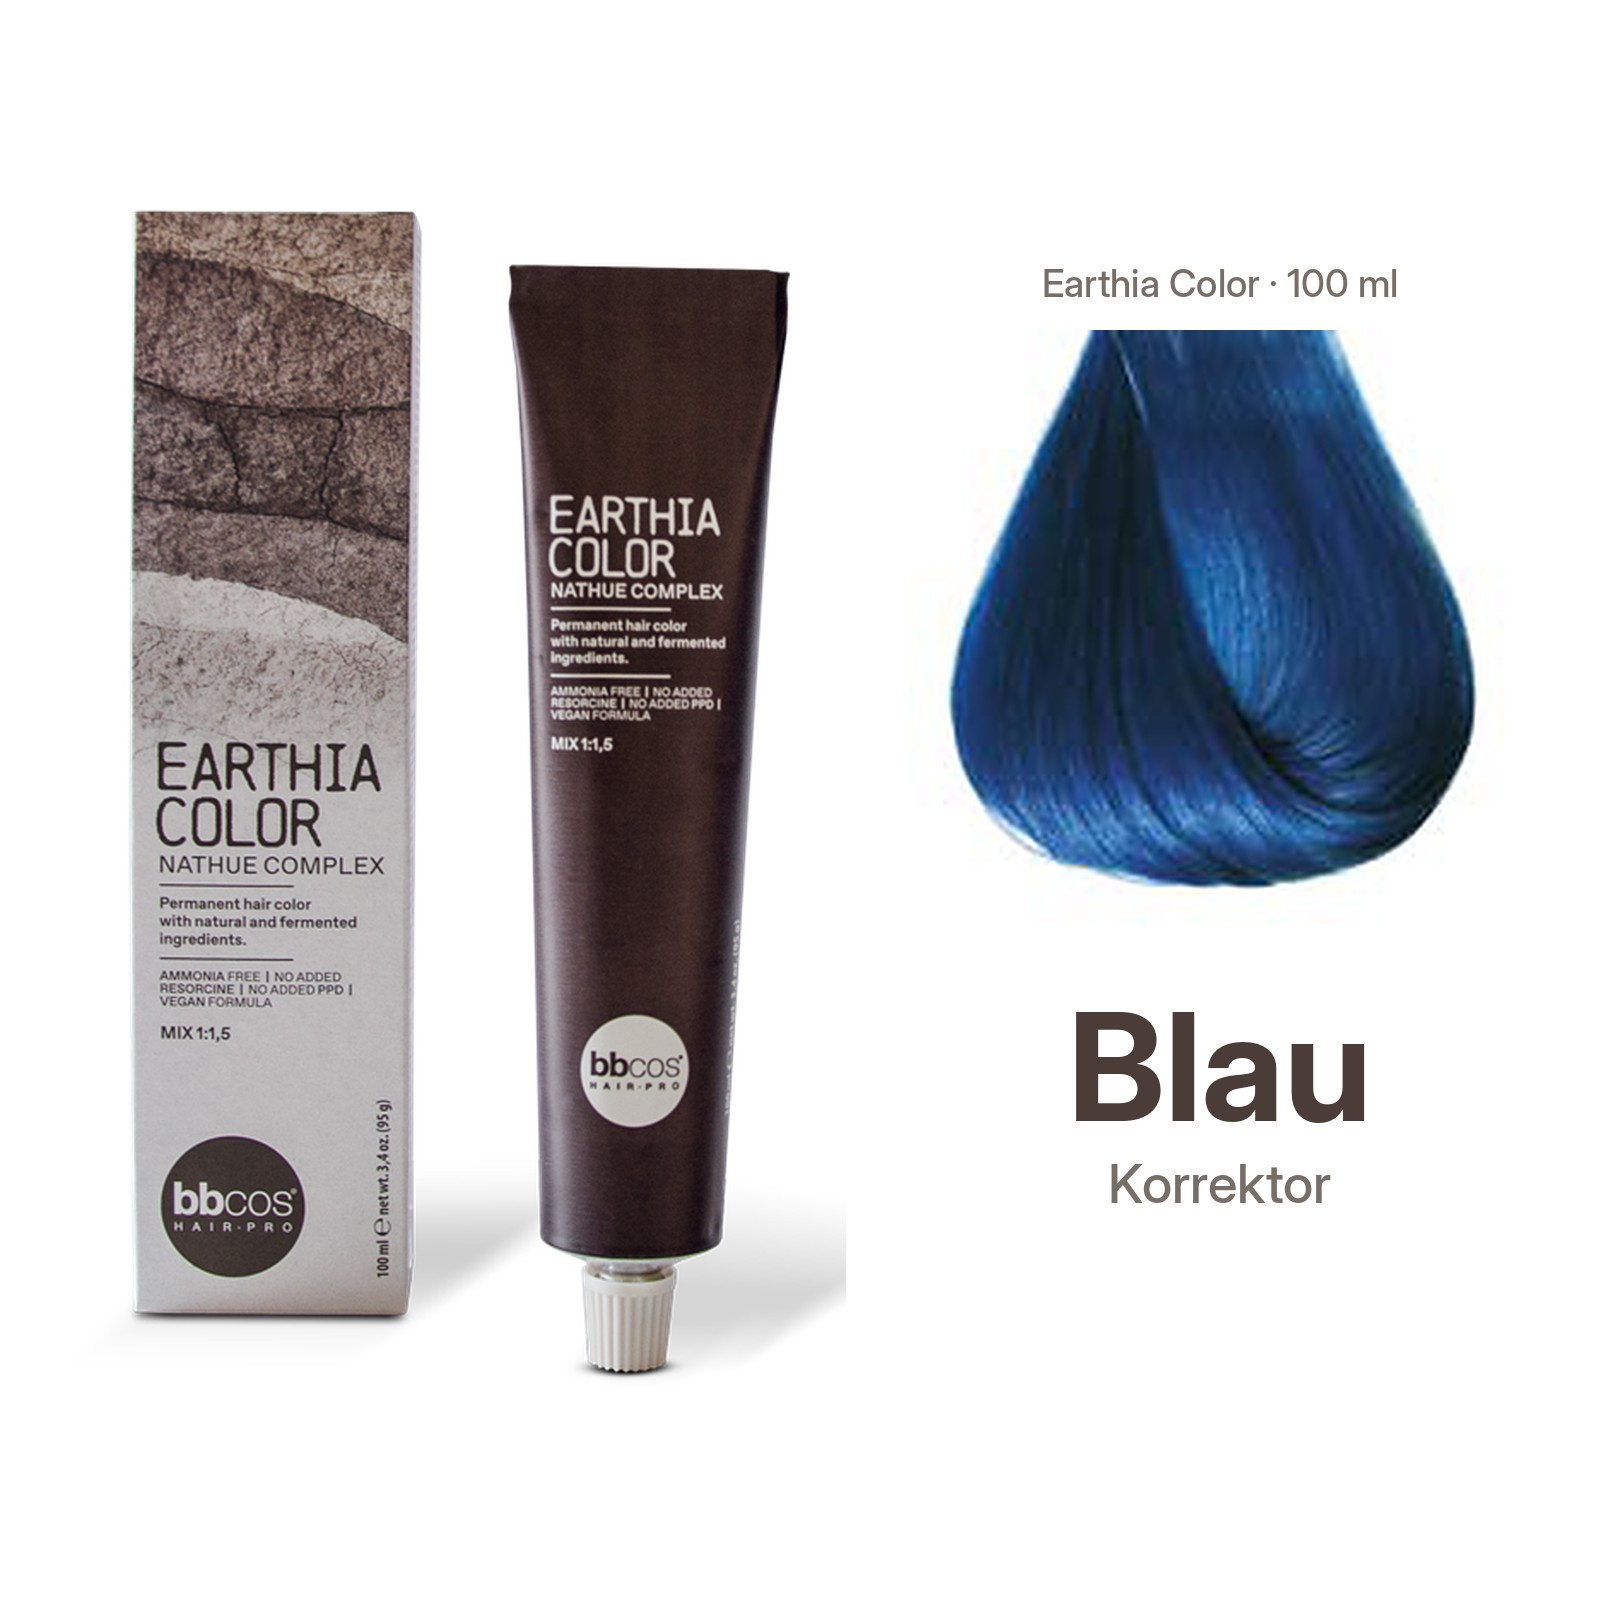 EARTHIA
COLOR
NATHUE COMPLEX
Permanent hair color
with natural and fermented
ingredients.
AMMONIA FREE | NO ADDED
RESORCINE | NO ADDED PPD |
VEGAN FORMULA
MIX 1:1,5
bbcos®
HAIR·PRO
100 ml ℮ net wt. 3,4 oz. (95 g)
EARTHIA
COLOR
NATHUE COMPLEX
Permanent hair color
with natural and fermented
ingredients.
AMMONIA FREE | NO ADDED
RESORCINE | NO ADDED PPD |
VEGAN FORMULA
MIX 1:1,5
bbcos®
HAIR·PRO
Earthia Color · 100 ml
Blau
Korrektor